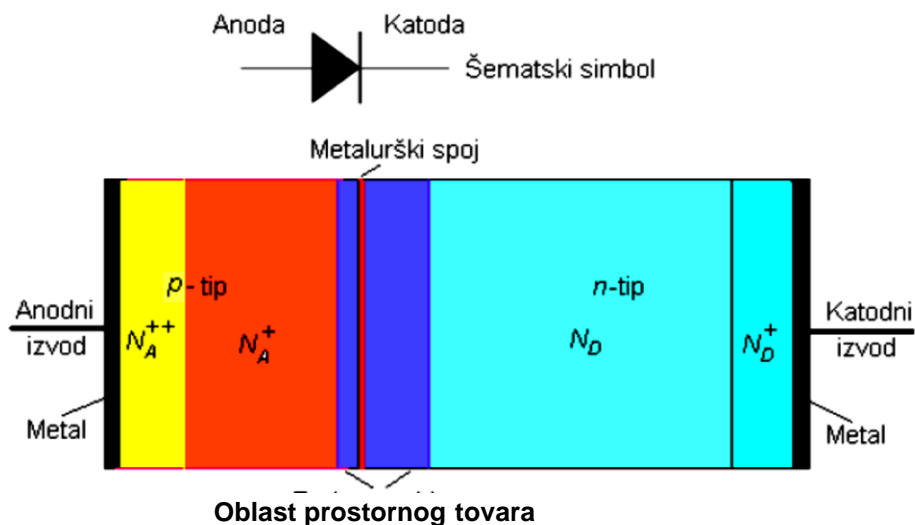 Anoda
Katoda
Šematski simbol
Metalurški spoj
p- tip
n-tip
Anodni
izvod
N_A^{++}
N_A^+
N_D
N_D^+
Katodni
izvod
Metal
Metal
Oblast prostornog tovara